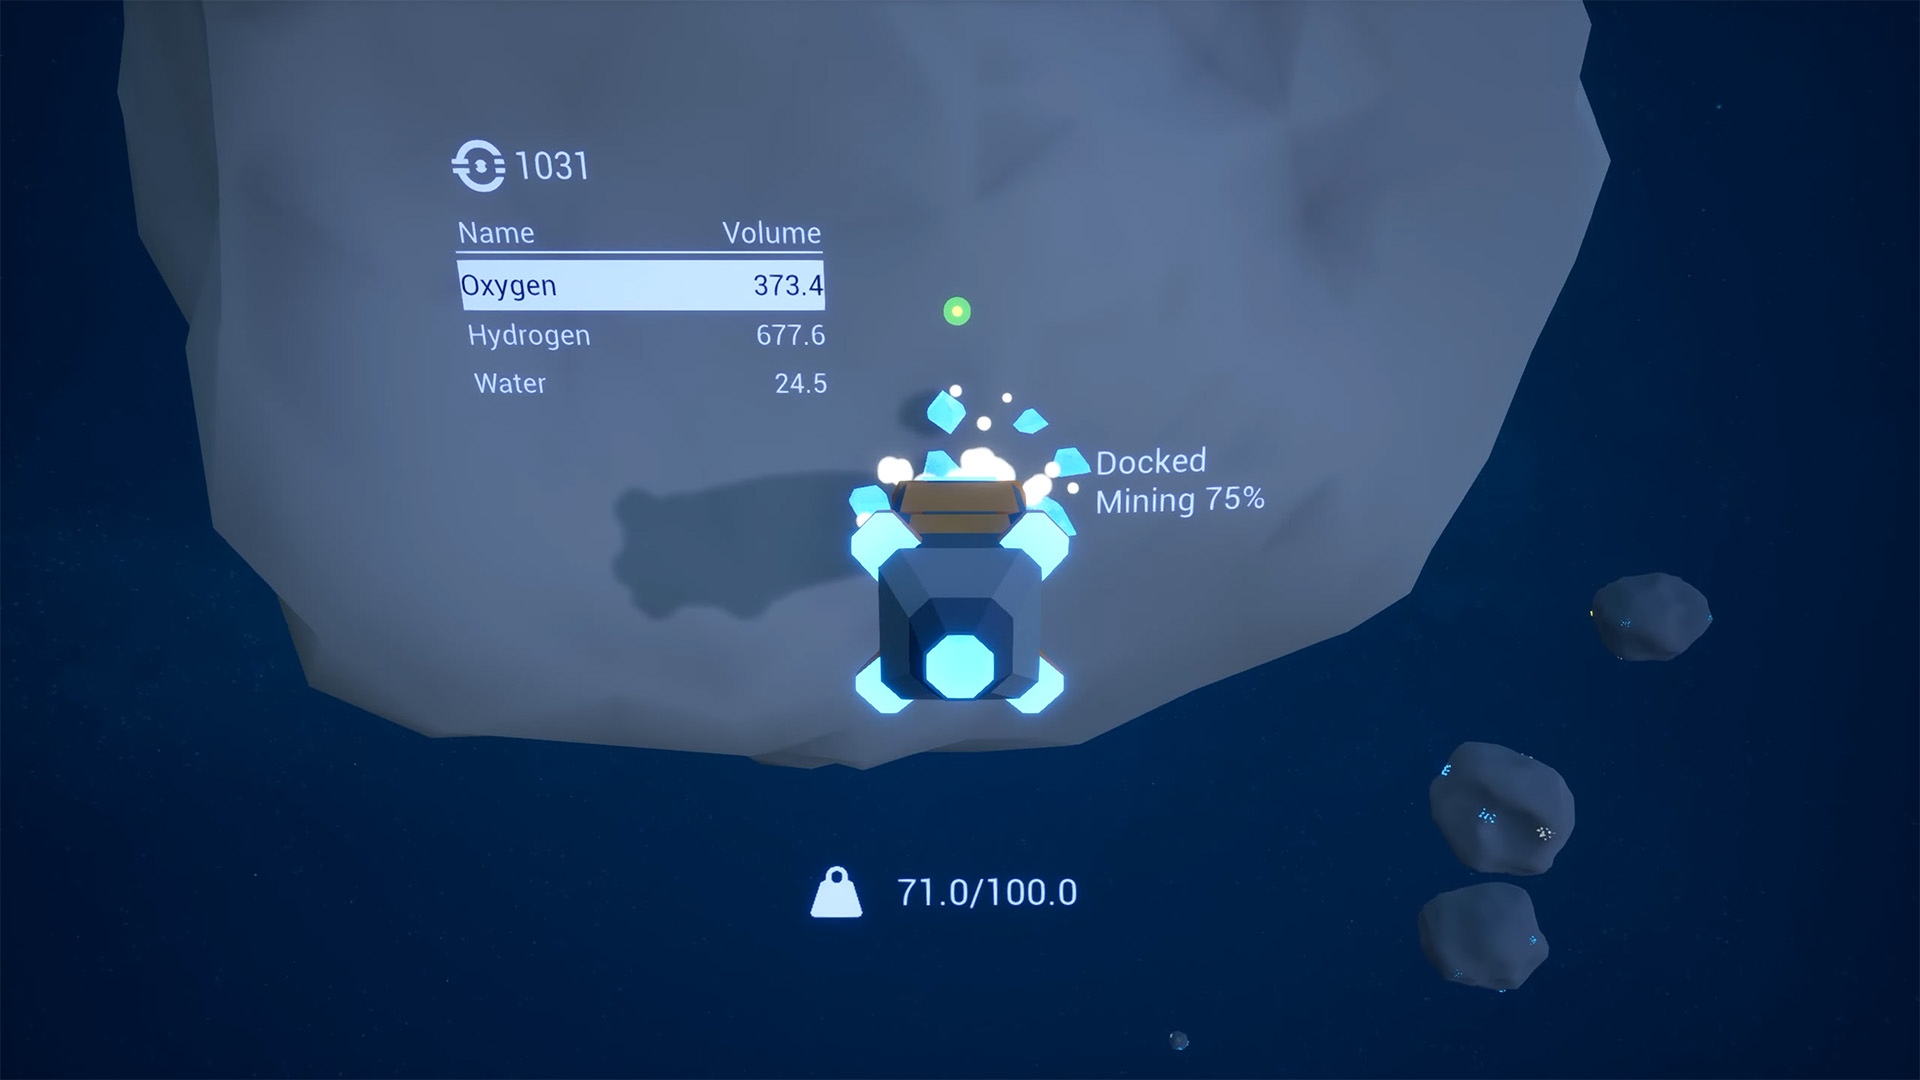 1031
Name Volume
Oxygen 373.4
Hydrogen 677.6
Water 24.5
Docked
Mining 75%
71.0/100.0